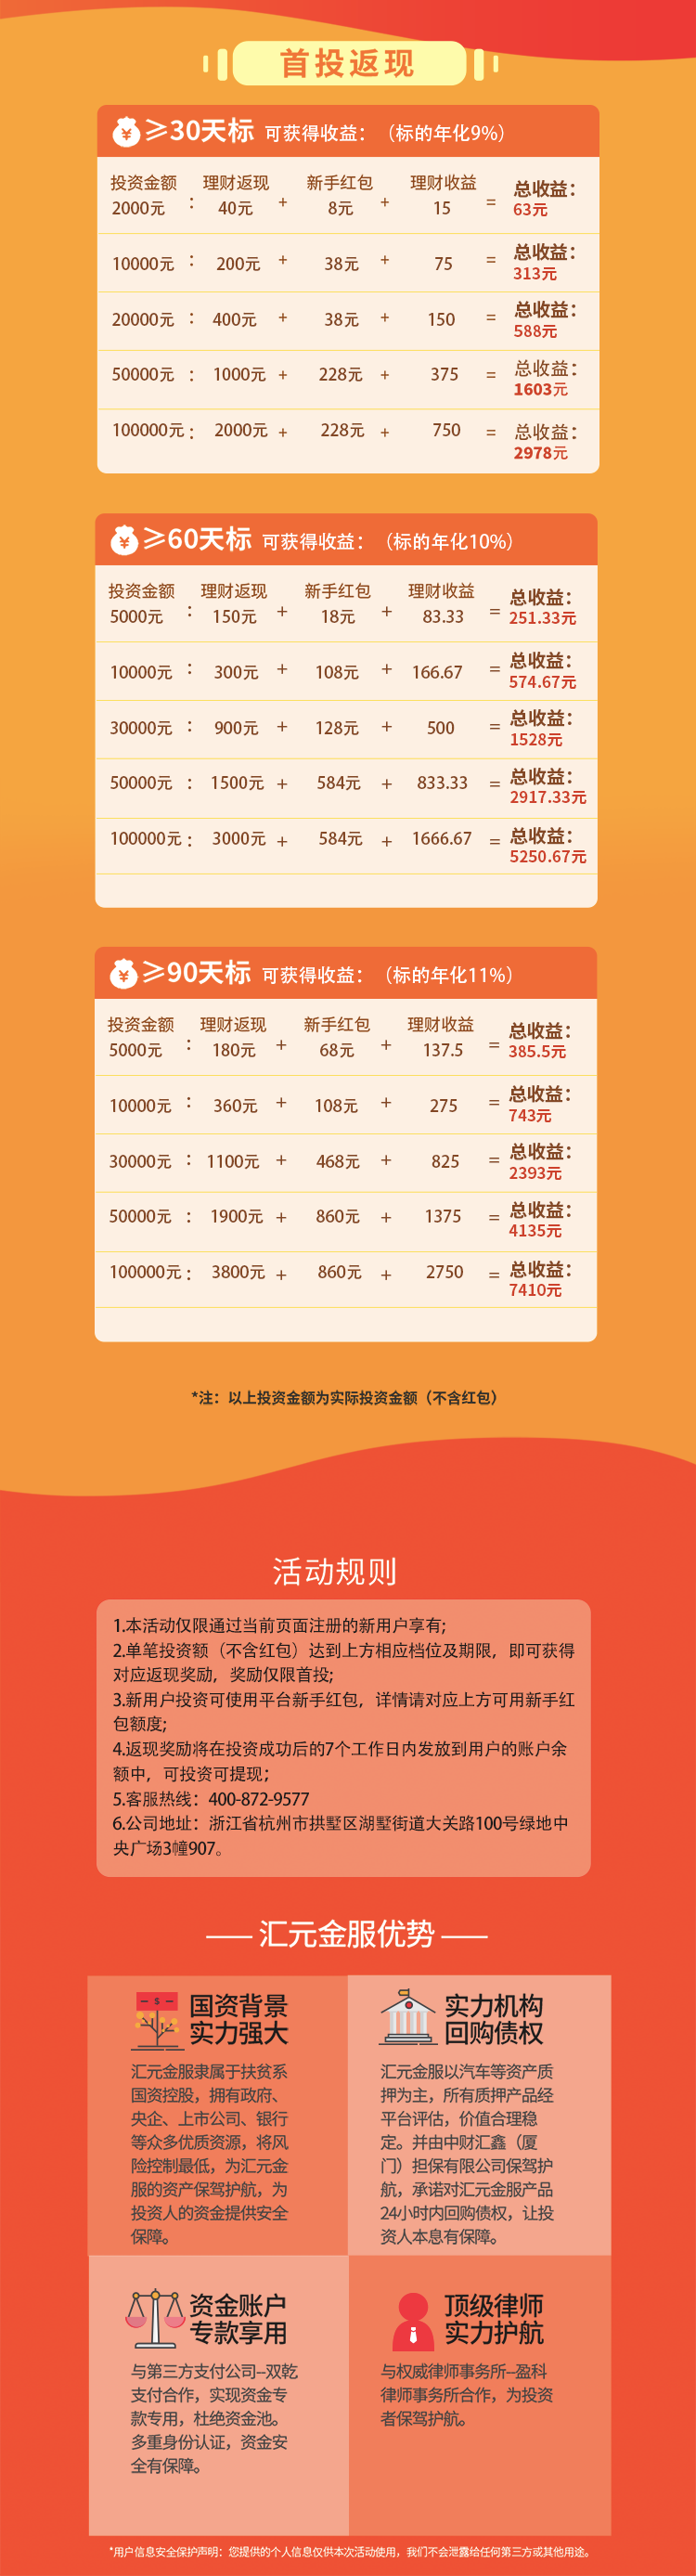 首投返现
≥30天标 可获得收益：（标的年化9%）
投资金额 理财返现 新手红包 理财收益 总收益：
2000元 : 40元 + 8元 + 15 = 63元
总收益：
10000元 : 200元 + 38元 + 75 = 313元
总收益：
20000元 : 400元 + 38元 + 150 = 588元
总收益：
50000元 : 1000元 + 228元 + 375 = 1603元
总收益：
100000元 : 2000元 + 228元 + 750 = 2978元
≥60天标 可获得收益：（标的年化10%）
投资金额 理财返现 新手红包 理财收益 总收益：
5000元 : 150元 + 18元 + 83.33 = 251.33元
总收益：
10000元 : 300元 + 108元 + 166.67 = 574.67元
总收益：
30000元 : 900元 + 128元 + 500 = 1528元
总收益：
50000元 : 1500元 + 584元 + 833.33 = 2917.33元
总收益：
100000元 : 3000元 + 584元 + 1666.67 = 5250.67元
≥90天标 可获得收益：（标的年化11%）
投资金额 理财返现 新手红包 理财收益 总收益：
5000元 : 180元 + 68元 + 137.5 = 385.5元
总收益：
10000元 : 360元 + 108元 + 275 = 743元
总收益：
30000元 : 1100元 + 468元 + 825 = 2393元
总收益：
50000元 : 1900元 + 860元 + 1375 = 4135元
总收益：
100000元 : 3800元 + 860元 + 2750 = 7410元
*注：以上投资金额为实际投资金额（不含红包）
活动规则
1.本活动仅限通过当前页面注册的新用户享有;
2.单笔投资额（不含红包）达到上方相应档位及期限，即可获得
对应返现奖励，奖励仅限首投;
3.新用户投资可使用平台新手红包，详情请对应上方可用新手红
包额度;
4.返现奖励将在投资成功后的7个工作日内发放到用户的账户余
额中，可投资可提现；
5.客服热线：400-872-9577
6.公司地址：浙江省杭州市拱墅区湖墅街道大关路100号绿地中
央广场3幢907。
汇元金服优势
国资背景
实力强大
汇元金服隶属于扶贫系
国资控股，拥有政府、
央企、上市公司、银行
等众多优质资源，将风
险控制最低，为汇元金
服的资产保驾护航，为
投资人的资金提供安全
保障。
实力机构
回购债权
汇元金服以汽车等资产质
押为主，所有质押产品经
平台评估，价值合理稳
定。并由中财汇鑫（厦
门）担保有限公司保驾护
航，承诺对汇元金服产品
24小时内回购债权，让投
资人本息有保障。
资金账户
专款享用
与第三方支付公司--双乾
支付合作，实现资金专
款专用，杜绝资金池。
多重身份认证，资金安
全有保障。
顶级律师
实力护航
与权威律师事务所--盈科
律师事务所合作，为投资
者保驾护航。
*用户信息安全保护声明：您提供的个人信息仅供本次活动使用，我们不会泄露给任何第三方或其他用途。